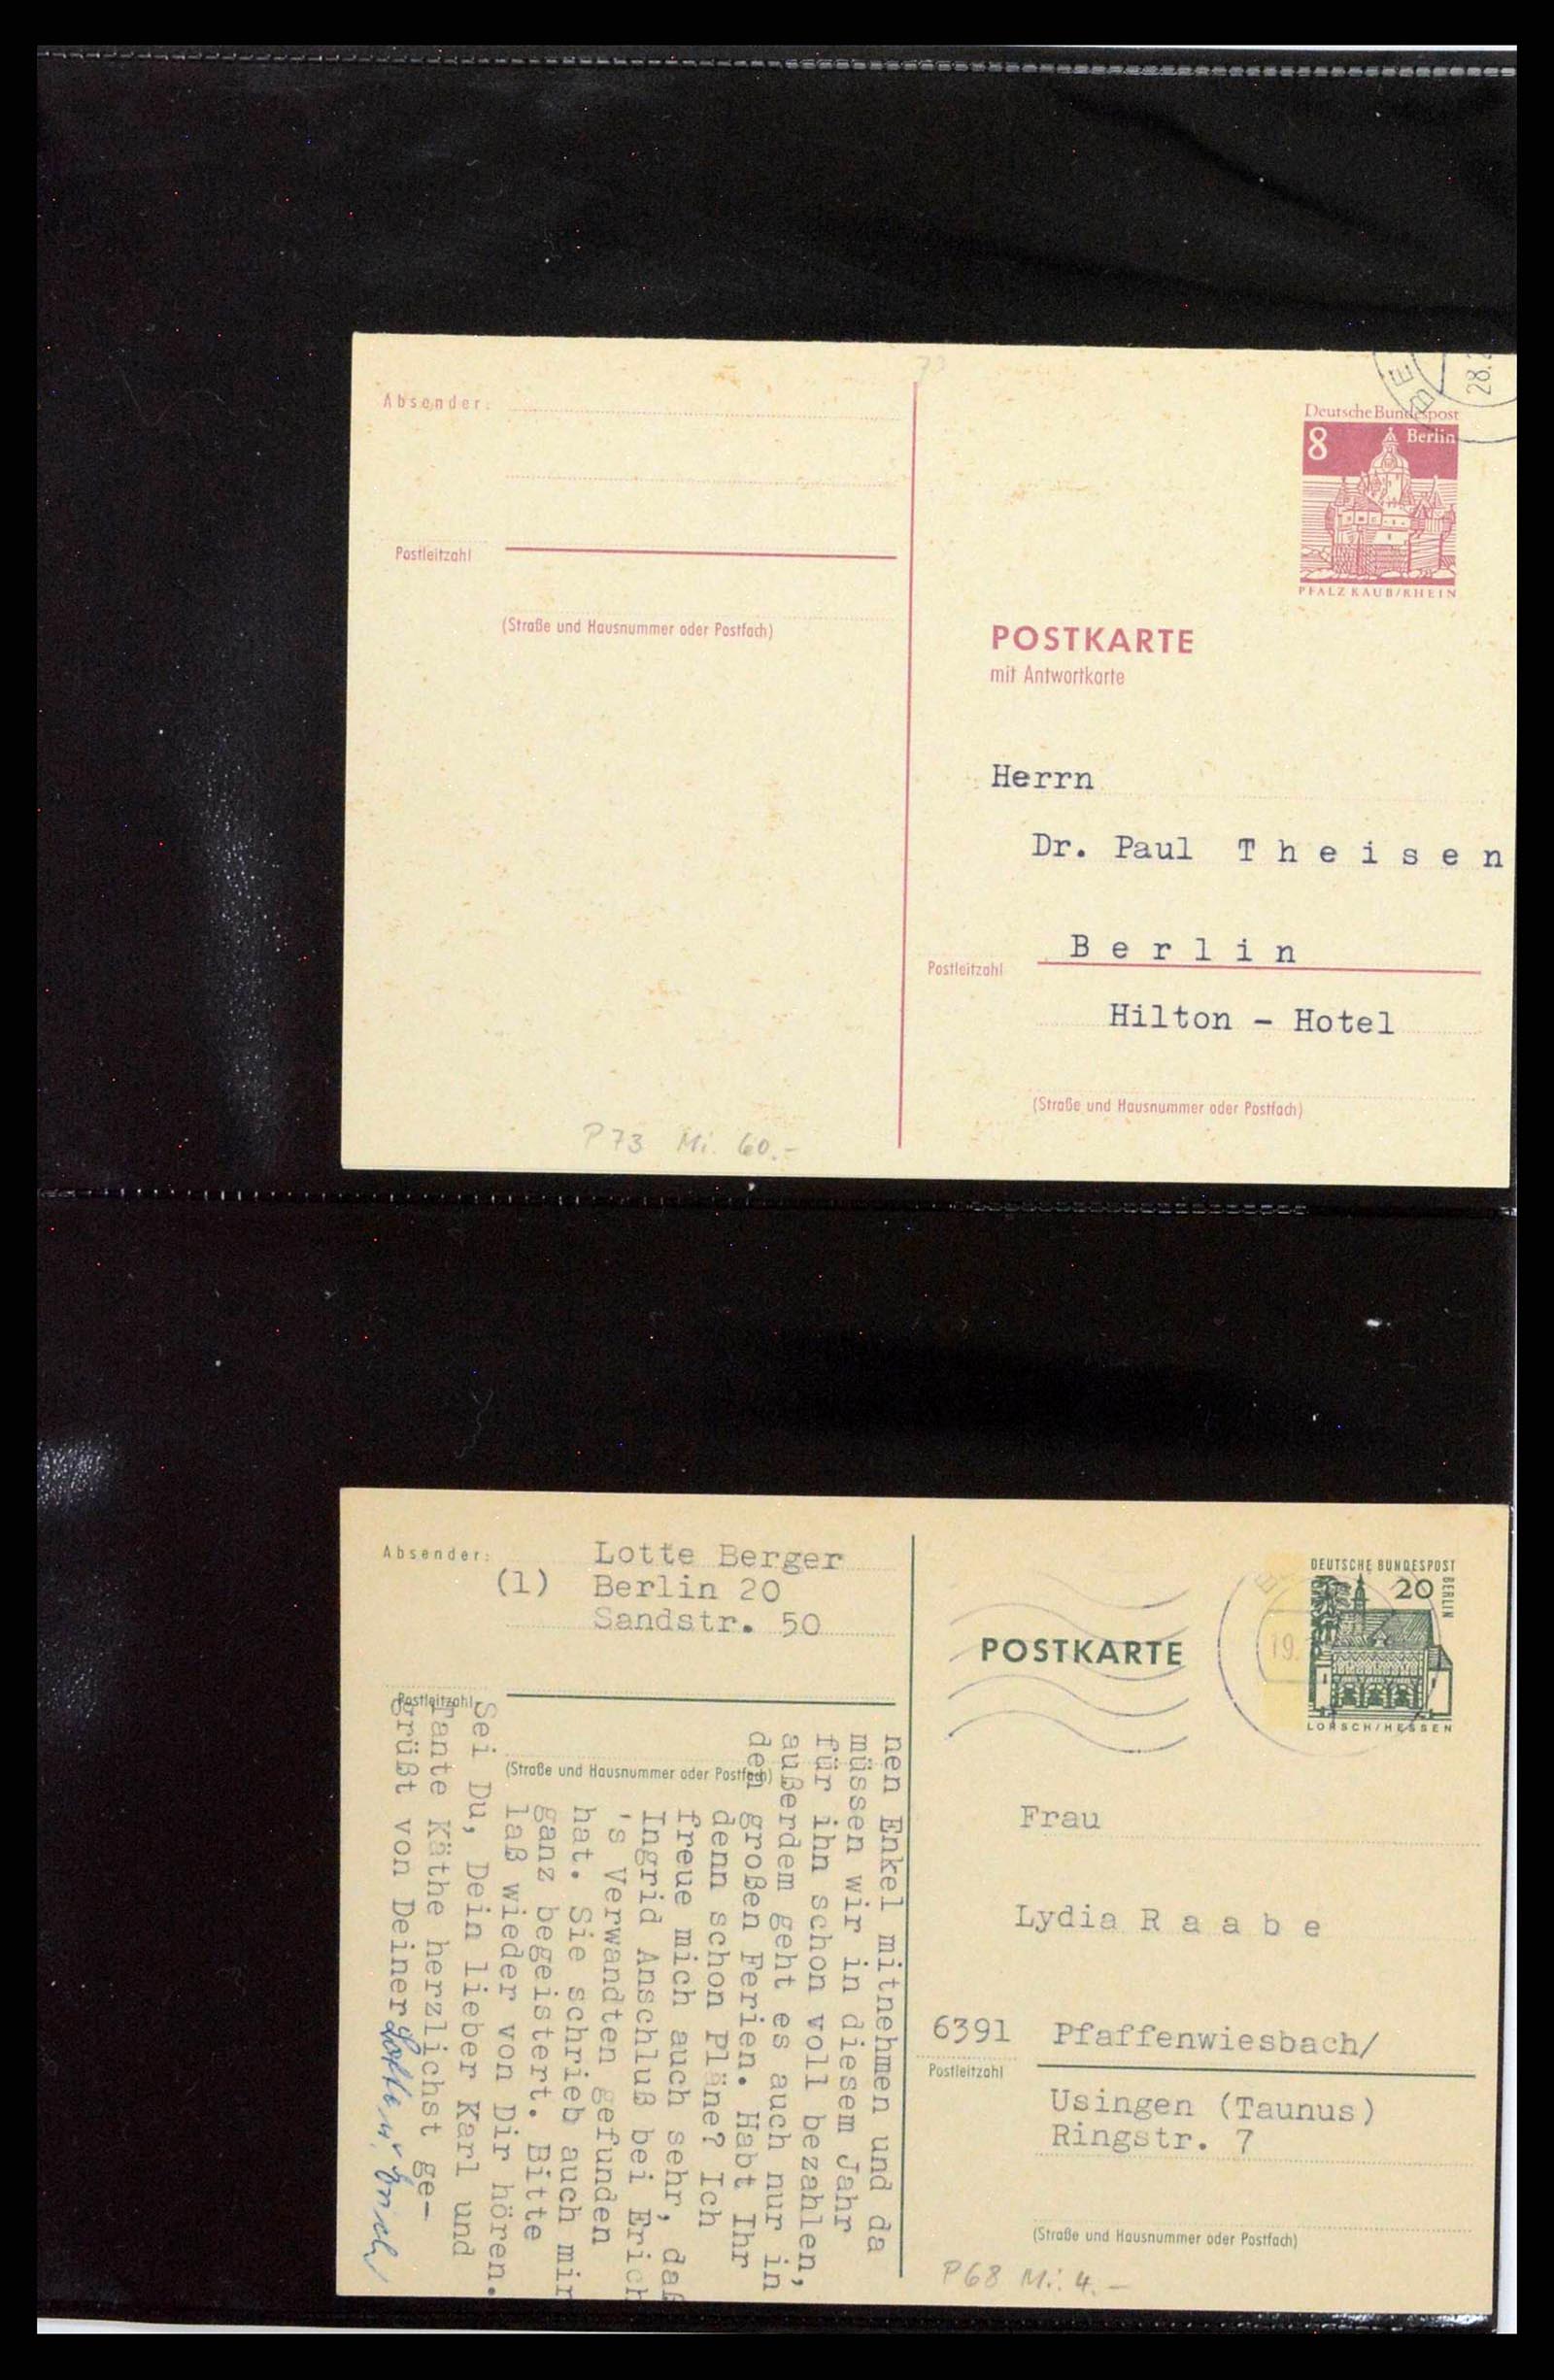 73
Absender:
28.
BE
Deutsche Bundespost
8 Berlin
PFALZ KAUB/RHEIN
Postleitzahl
(Straße und Hausnummer oder Postfach)
POSTKARTE
mit Antwortkarte
Herrn
Dr. Paul Theisen
Berlin
Postleitzahl
Hilton - Hotel
(Straße und Hausnummer oder Postfach)
P73 Mi. 60.-
Absender:
Lotte Berger
(1) Berlin 20
Sandstr. 50
Postleitzahl
(Straße und Hausnummer oder Postfach)
nen Enkel mitnehmen und da
müssen wir in diesem Jahr
für ihn schon voll bezahlen,
außerdem geht es auch nur in
den großen Ferien. Habt Ihr
denn schon Pläne? Ich
freue mich auch sehr, daß
Ingrid Anschluß bei Erich
's Verwandten gefunden
hat. Sie schrieb auch mir
ganz begeistert. Bitte
laß wieder von Dir hören.
Sei Du, Dein lieber Karl und
Tante Käthe herzlichst ge-
grüßt von Deiner Lotte u. Erich
DEUTSCHE BUNDESPOST
20
BERLIN
LORSCH/HESSEN
19.
POSTKARTE
Frau
Lydia Raabe
6391 Pfaffenwiesbach/
Postleitzahl
Usingen (Taunus)
Ringstr. 7
(Straße und Hausnummer oder Postfach)
P68 Mi. 4.-